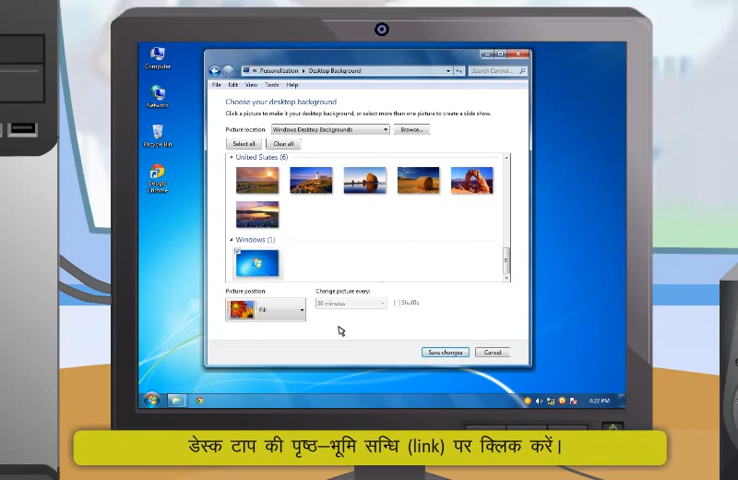 Computer
Network
Recycle Bin
Google Chrome
« Personalization ▸ Desktop Background
Search Control...
File Edit View Tools Help
Choose your desktop background
Click a picture to make it your desktop background, or select more than one picture to create a slide show.
Picture location: Windows Desktop Backgrounds Browse...
Select all Clear all
United States (6)
Windows (1)
Picture position:
Fill
Change picture every:
30 minutes Shuffle
Save changes Cancel
4:22 PM
डेस्क टाप की पृष्ठ–भूमि सन्धि (link) पर क्लिक करें।